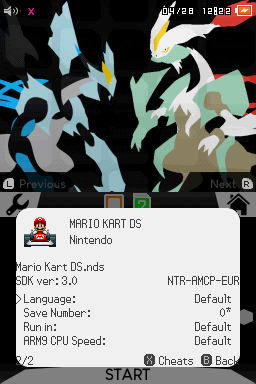 X 04/28 12:22
L Previous Next R
2
MARIO KART DS
Nintendo
Mario Kart DS.nds
SDK ver: 3.0 NTR-AMCP-EUR
> Language: Default
Save Number: 0*
Run in: Default
ARM9 CPU Speed: Default
2/2 X Cheats B Back
START